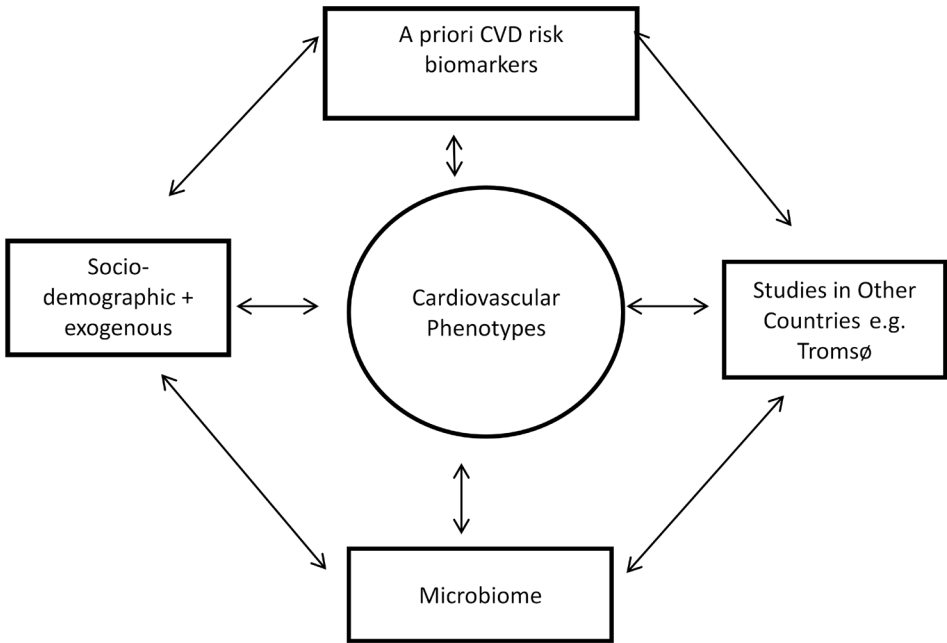 A priori CVD risk
biomarkers
Socio-
demographic +
exogenous
Cardiovascular
Phenotypes
Studies in Other
Countries e.g.
Tromsø
Microbiome